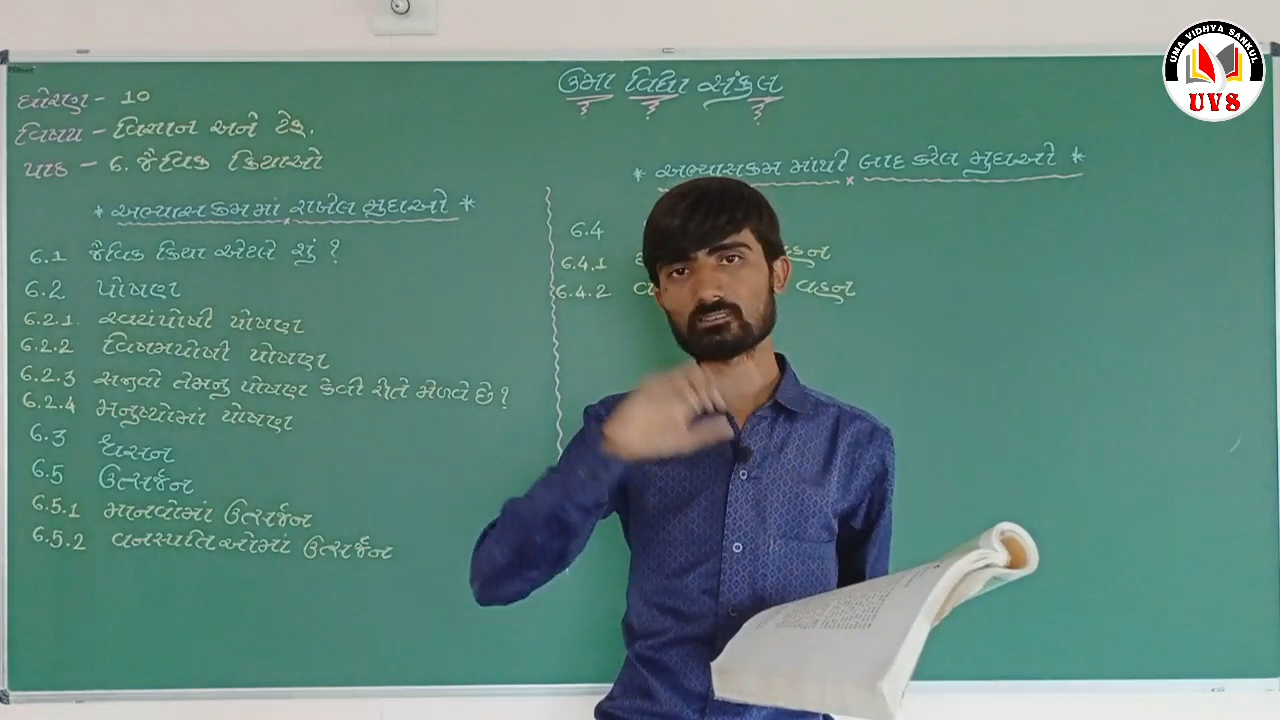 ઉમા વિદ્યા સંકુલ
ધોરણ - 10
વિષય - વિજ્ઞાન અને ટેક.
પાઠ - 6. જૈવિક ક્રિયાઓ
* અભ્યાસક્રમમાં રાખેલ મુદ્દાઓ *
6.1 જૈવિક ક્રિયા એટલે શું ?
6.2 પોષણ
6.2.1. સ્વયંપોષી પોષણ
6.2.2 વિષમપોષી પોષણ
6.2.3 સજીવો તેમનુ પોષણ કેવી રીતે મેળવે છે ?
6.2.4 મનુષ્યોમાં પોષણ
6.3 શ્વસન
6.5 ઉત્સર્જન
6.5.1 માનવોમાં ઉત્સર્જન
6.5.2 વનસ્પતિઓમાં ઉત્સર્જન
* અભ્યાસક્રમ માંથી બાદ કરેલ મુદ્દાઓ *
6.4
6.4.1
6.4.2 વહન
UMA VIDHYA SANKUL
UVS